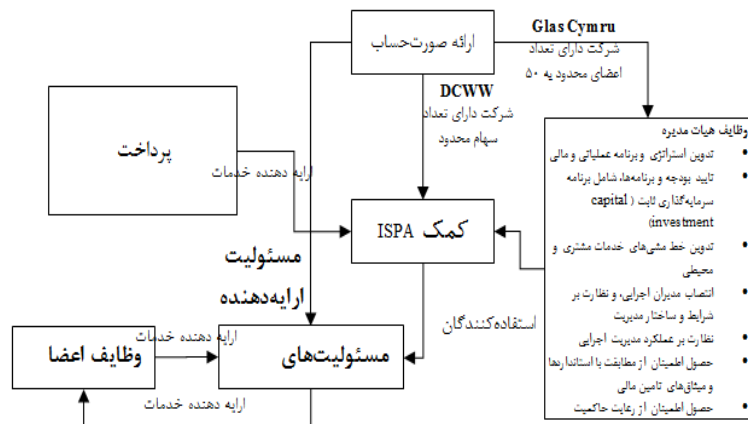 Glas Cymru
شرکت دارای تعداد
اعضای محدود به ۵۰
ارائه صورت‌حساب
DCWW
شرکت دارای تعداد
سهام محدود
پرداخت
ارایه دهنده خدمات
وظایف هیات مدیره
• تدوین استراتژی و برنامه عملیاتی و مالی
• تایید بودجه و برنامه‌ها، شامل برنامه
سرمایه‌گذاری ثابت ( capital
investment)
• تدوین خط مشی‌های خدمات مشتری و
محیطی
• انتصاب مدیران اجرایی، و نظارت بر
شرایط و ساختار مدیریت
• نظارت بر عملکرد مدیریت اجرایی
• حصول اطمینان از مطابقت با استانداردها
و میثاق‌های تامین مالی
• حصول اطمینان از رعایت حاکمیت
کمک ISPA
مسئولیت
ارایه‌دهنده
استفاده‌کنندگان
مسئولیت‌های
ارایه دهنده خدمات
وظایف اعضا
ارایه دهنده خدمات